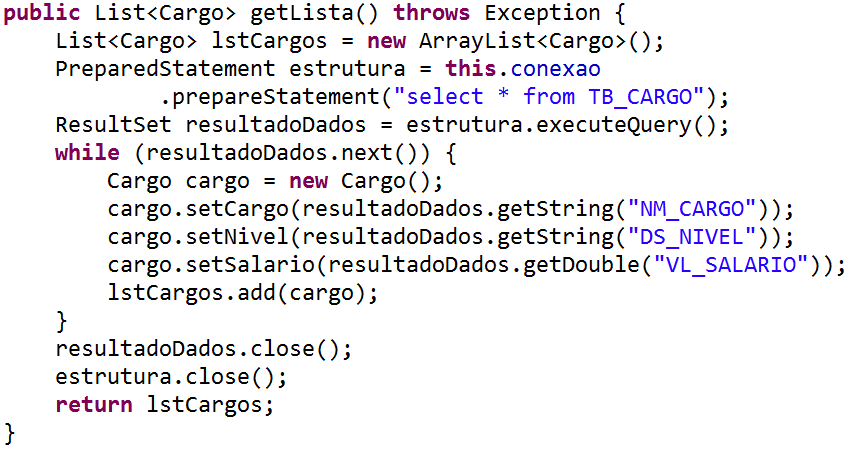 public List<Cargo> getLista() throws Exception {
    List<Cargo> lstCargos = new ArrayList<Cargo>();
    PreparedStatement estrutura = this.conexao
            .prepareStatement("select * from TB_CARGO");
    ResultSet resultadoDados = estrutura.executeQuery();
    while (resultadoDados.next()) {
        Cargo cargo = new Cargo();
        cargo.setCargo(resultadoDados.getString("NM_CARGO"));
        cargo.setNivel(resultadoDados.getString("DS_NIVEL"));
        cargo.setSalario(resultadoDados.getDouble("VL_SALARIO"));
        lstCargos.add(cargo);
    }
    resultadoDados.close();
    estrutura.close();
    return lstCargos;
}